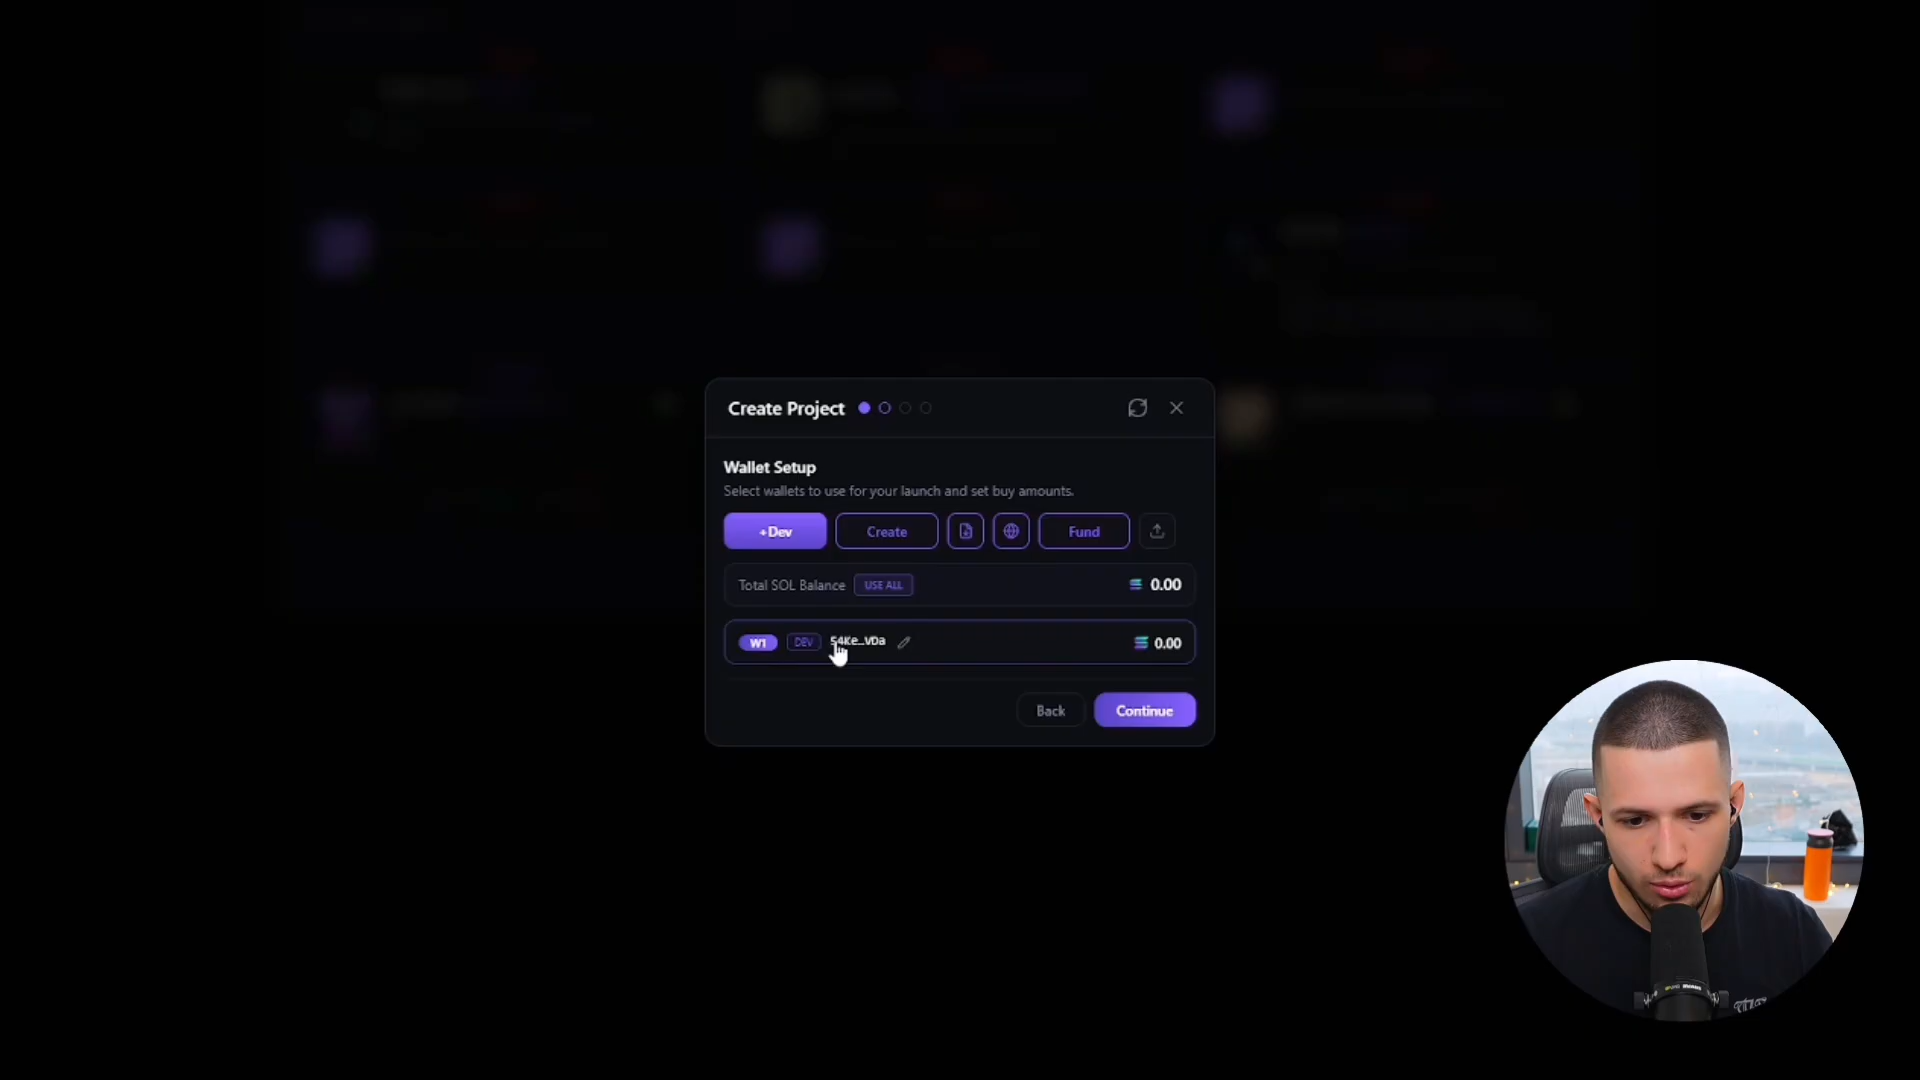 Create Project
Wallet Setup
Select wallets to use for your launch and set buy amounts.
+Dev Create Fund
Total SOL Balance USE ALL 0.00
W1 DEV S4Ke...VDa 0.00
Back Continue